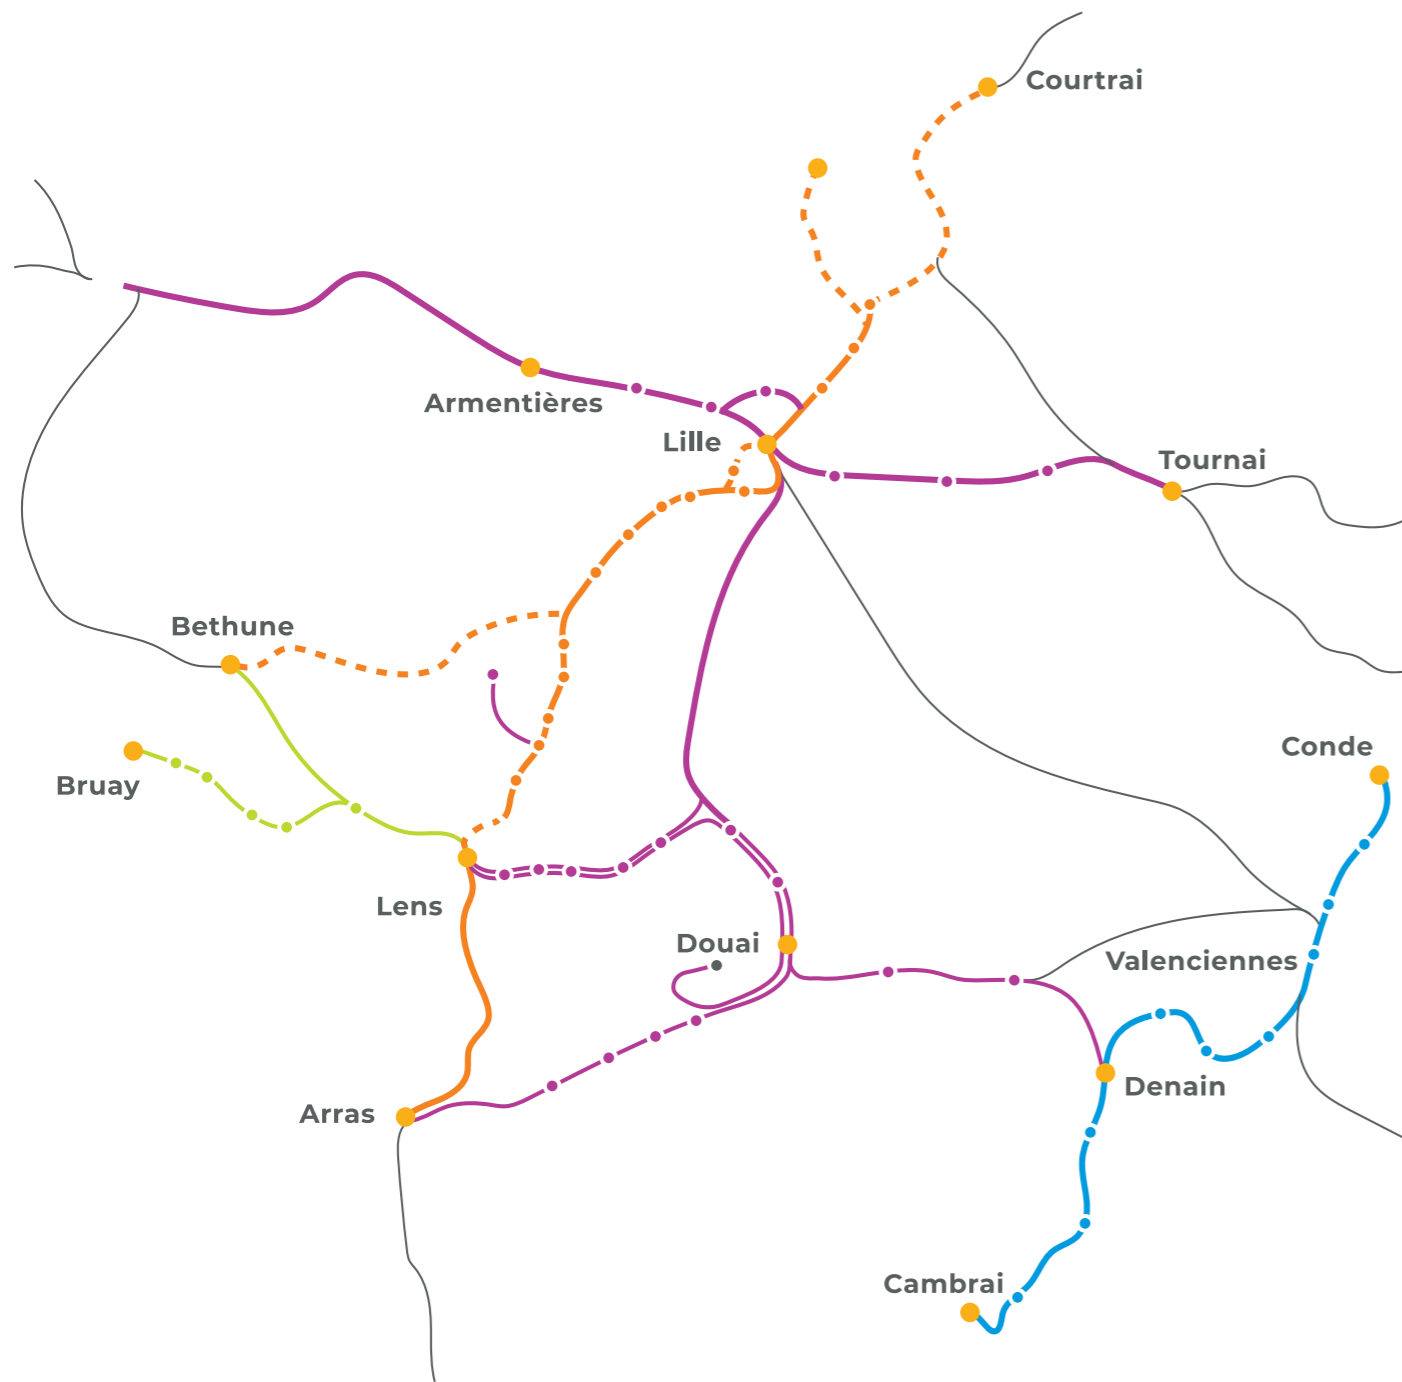 Courtrai
Armentières
Lille
Tournai
Bethune
Conde
Bruay
Lens
Douai
Valenciennes
Denain
Arras
Cambrai